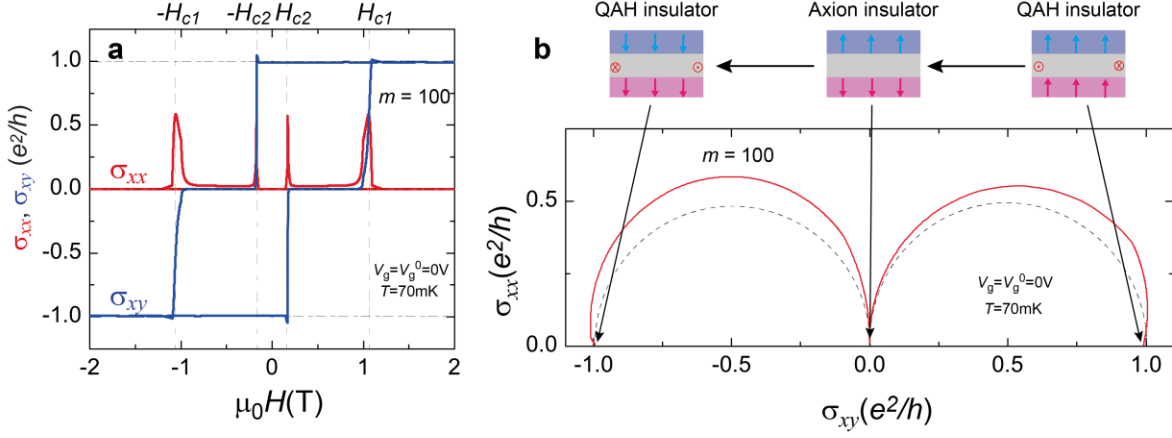 -Hc1 -Hc2 Hc2 Hc1
a
m = 100
σxx, σxy (e²/h)
1.0
0.5
0.0
-0.5
-1.0
σxx
σxy
Vg=Vg⁰=0V
T=70mK
-2 -1 0 1 2
μ0H(T)
b
QAH insulator Axion insulator QAH insulator
m = 100
σxx(e²/h)
0.5
0.0
Vg=Vg⁰=0V
T=70mK
-1.0 -0.5 0.0 0.5 1.0
σxy(e²/h)